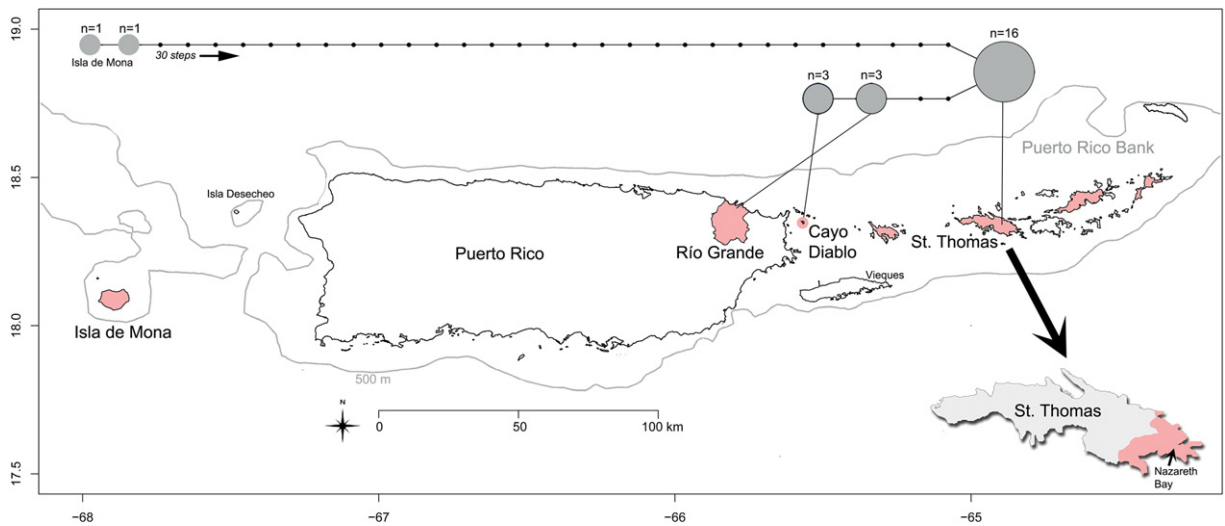 19.0
18.5
18.0
17.5
n=1 n=1
Isla de Mona
30 steps
n=16
n=3 n=3
Puerto Rico Bank
Isla Desecheo
Puerto Rico
Río Grande
Cayo
Diablo
St. Thomas
Vieques
Isla de Mona
500 m
N
0 50 100 km
St. Thomas
Nazareth
Bay
−68 −67 −66 −65